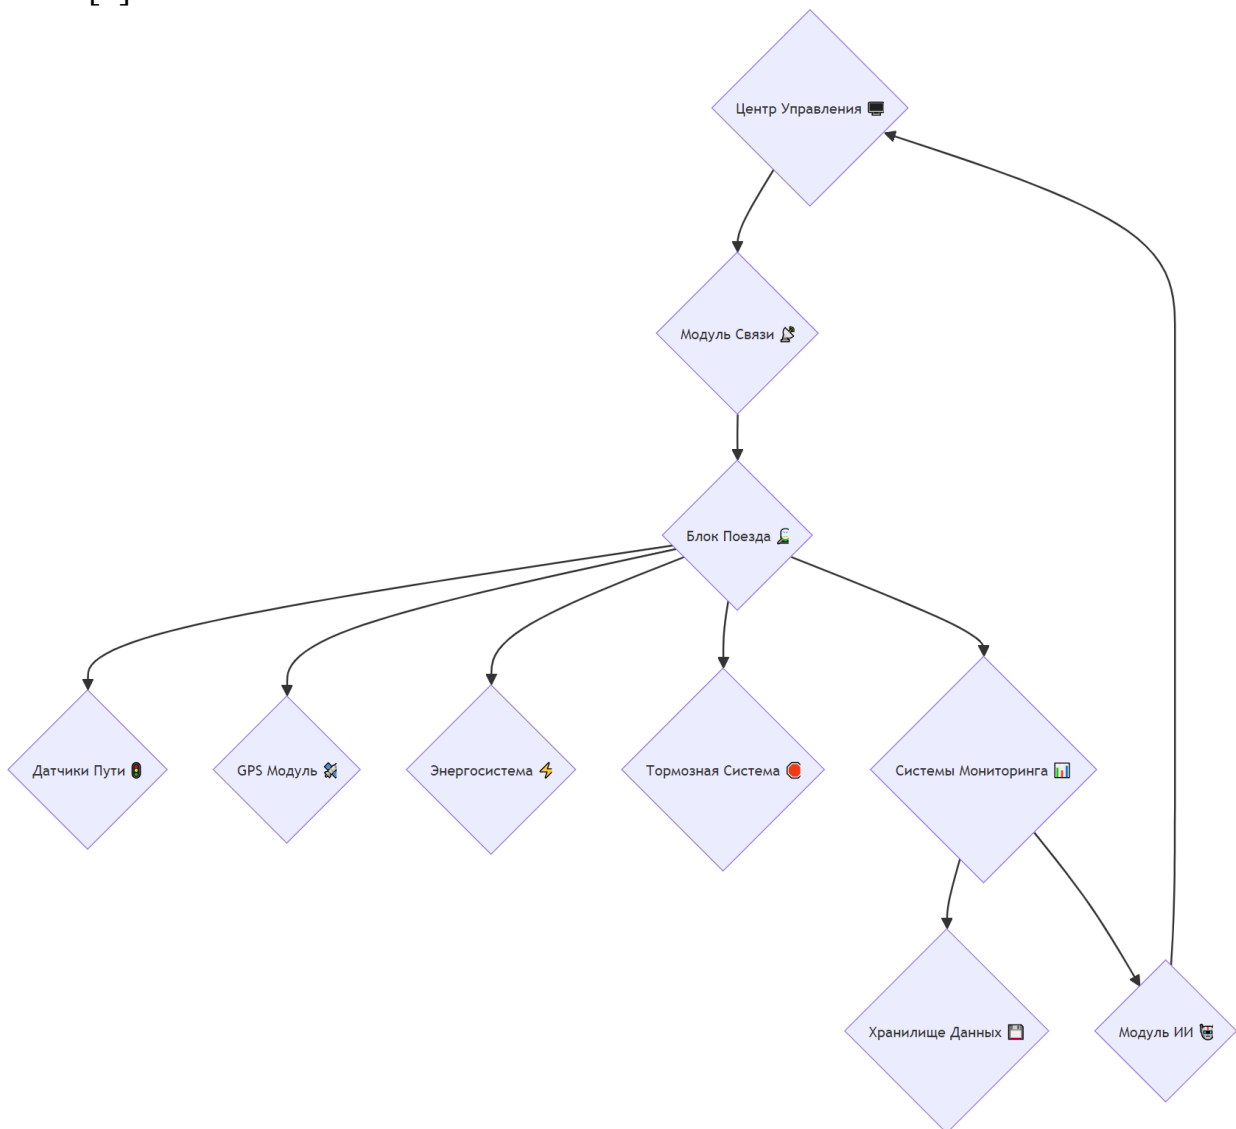 Центр Управления 🖥
Модуль Связи 📡
Блок Поезда 🚆
Датчики Пути 🚦
GPS Модуль 🛰
Энергосистема ⚡
Тормозная Система 🛑
Системы Мониторинга 📊
Хранилище Данных 💾
Модуль ИИ 🤖